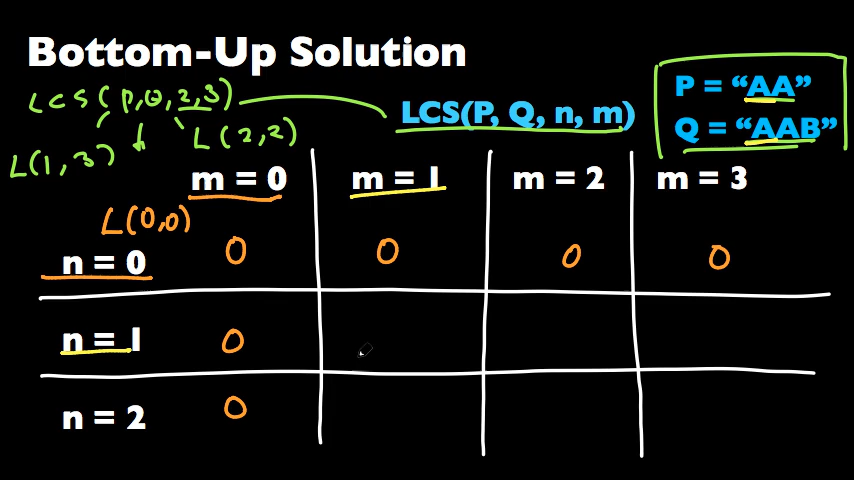 Bottom-Up Solution
LCS(P,Q,2,3)
LCS(P, Q, n, m)
P = “AA”
Q = “AAB”
L(1,3)
L(2,2)
m = 0 m = 1 m = 2 m = 3
L(0,0)
n = 0 0 0 0 0
n = 1 0
n = 2 0